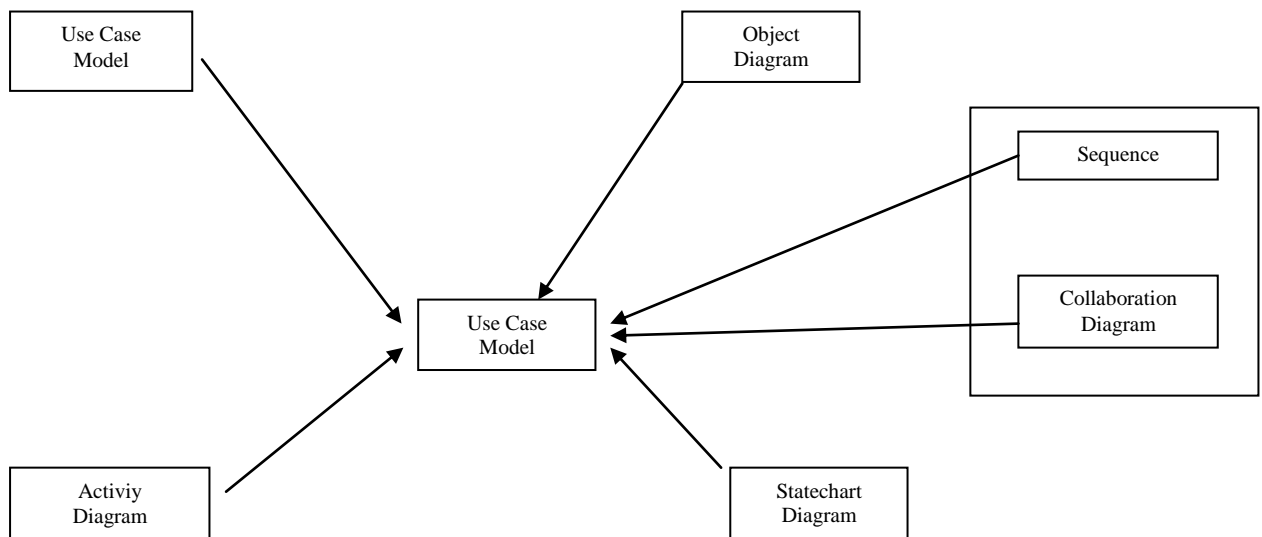 Use Case
Model
Object
Diagram
Sequence
Collaboration
Diagram
Use Case
Model
Activiy
Diagram
Statechart
Diagram